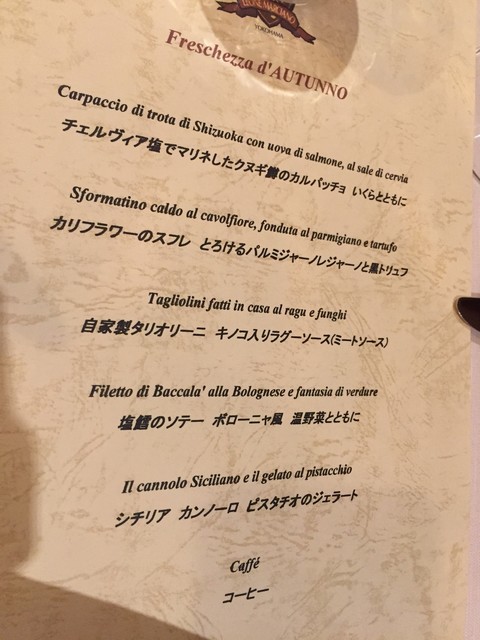 LEONE MARCIANO
YOKOHAMA
Freschezza d'AUTUNNO
Carpaccio di trota di Shizuoka con uova di salmone, al sale di cervia
チェルヴィア塩でマリネしたクヌギ鱒のカルパッチョ いくらとともに
Sformatino caldo al cavolfiore, fonduta al parmigiano e tartufo
カリフラワーのスフレ とろけるパルミジャーノレジャーノと黒トリュフ
Tagliolini fatti in casa al ragu e funghi
自家製タリオリーニ キノコ入りラグーソース(ミートソース)
Filetto di Baccala' alla Bolognese e fantasia di verdure
塩鱈のソテー ボローニャ風 温野菜とともに
Il cannolo Siciliano e il gelato al pistacchio
シチリア カンノーロ ピスタチオのジェラート
Caffé
コーヒー